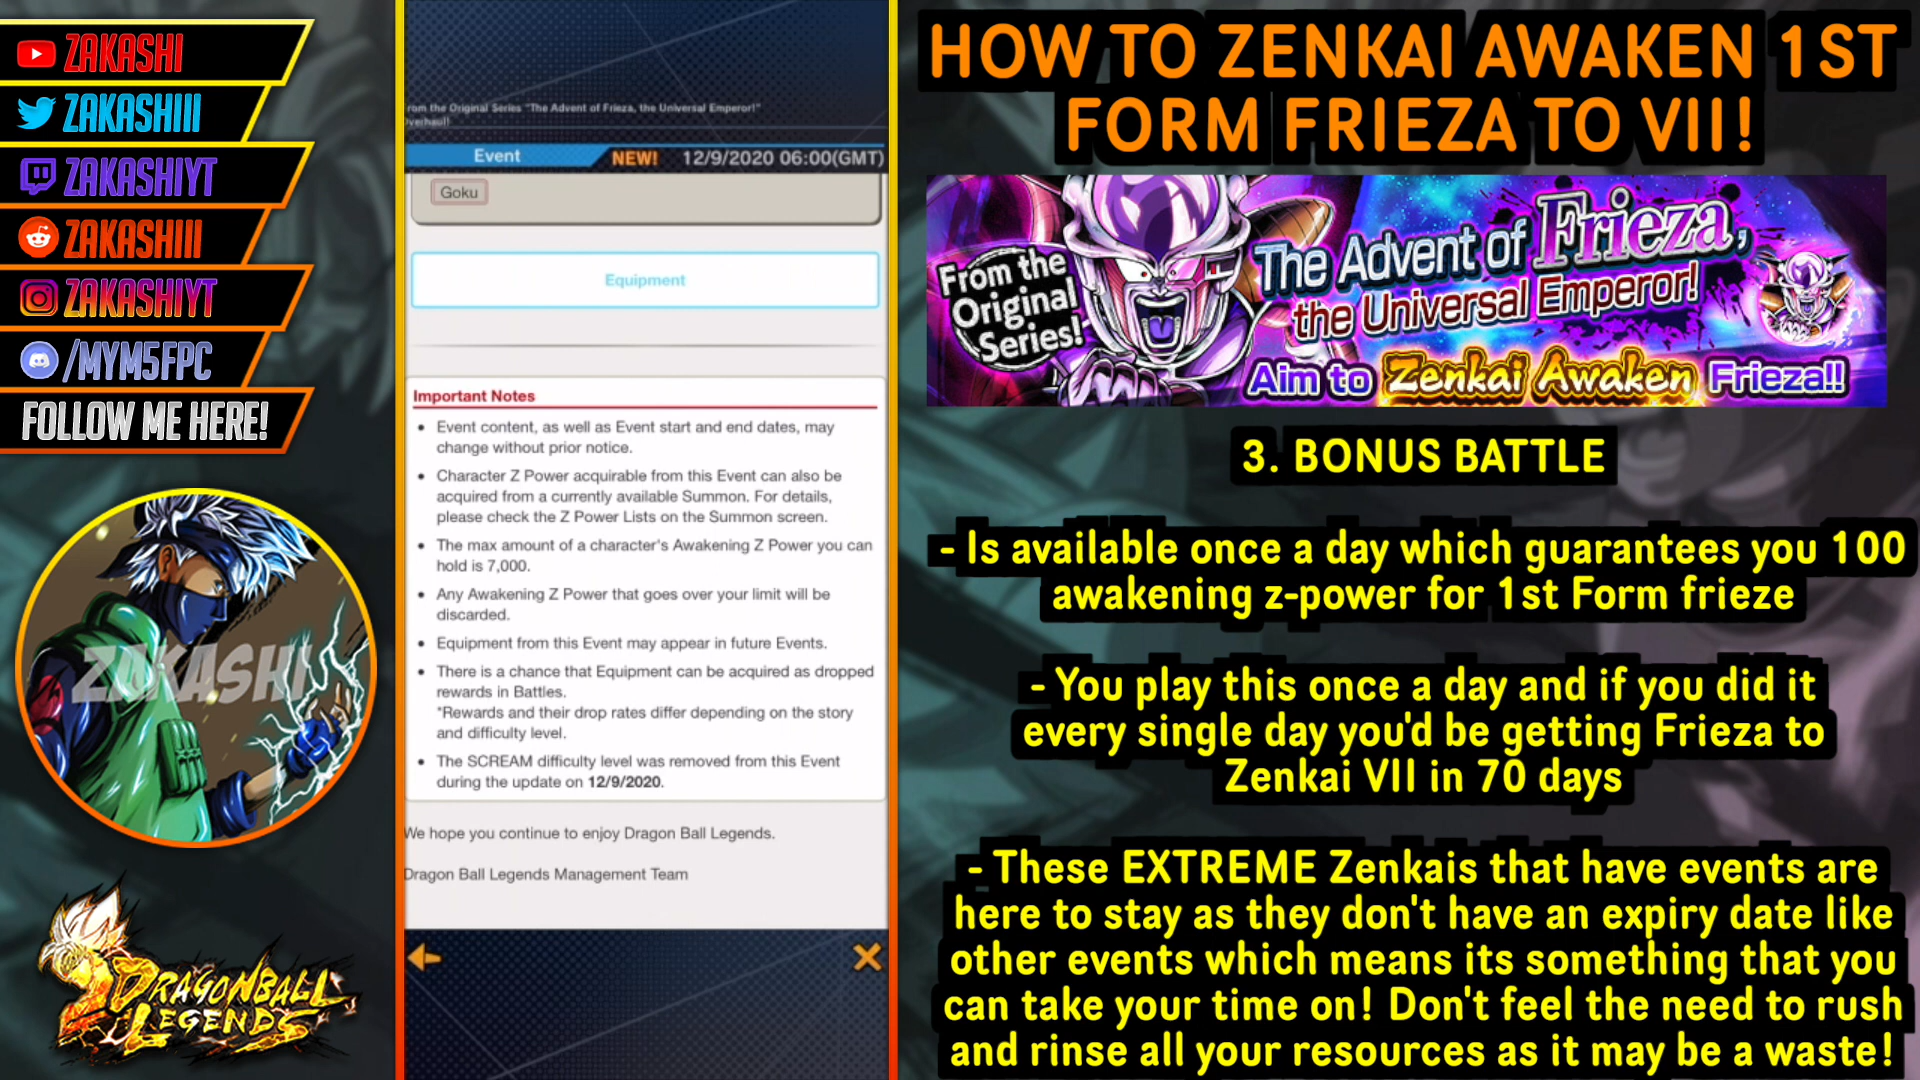 ZAKASHI
ZAKASHIII
ZAKASHIYT
ZAKASHIII
ZAKASHIYT
/MYM5FPC
FOLLOW ME HERE!
ZAKASHI
DRAGONBALL
LEGENDS
rom the Original Series "The Advent of Frieza, the Universal Emperor!"
verhaul!
Event NEW! 12/9/2020 06:00(GMT)
Goku
Equipment
Important Notes
• Event content, as well as Event start and end dates, may
change without prior notice.
• Character Z Power acquirable from this Event can also be
acquired from a currently available Summon. For details,
please check the Z Power Lists on the Summon screen.
• The max amount of a character's Awakening Z Power you can
hold is 7,000.
• Any Awakening Z Power that goes over your limit will be
discarded.
• Equipment from this Event may appear in future Events.
• There is a chance that Equipment can be acquired as dropped
rewards in Battles.
*Rewards and their drop rates differ depending on the story
and difficulty level.
• The SCREAM difficulty level was removed from this Event
during the update on 12/9/2020.
We hope you continue to enjoy Dragon Ball Legends.
Dragon Ball Legends Management Team
HOW TO ZENKAI AWAKEN 1ST
FORM FRIEZA TO VII!
From the
Original
Series!
The Advent of Frieza,
the Universal Emperor!
Aim to Zenkai Awaken Frieza!!
3. BONUS BATTLE
- Is available once a day which guarantees you 100
awakening z-power for 1st Form frieze
- You play this once a day and if you did it
every single day you'd be getting Frieza to
Zenkai VII in 70 days
- These EXTREME Zenkais that have events are
here to stay as they don't have an expiry date like
other events which means its something that you
can take your time on! Don't feel the need to rush
and rinse all your resources as it may be a waste!